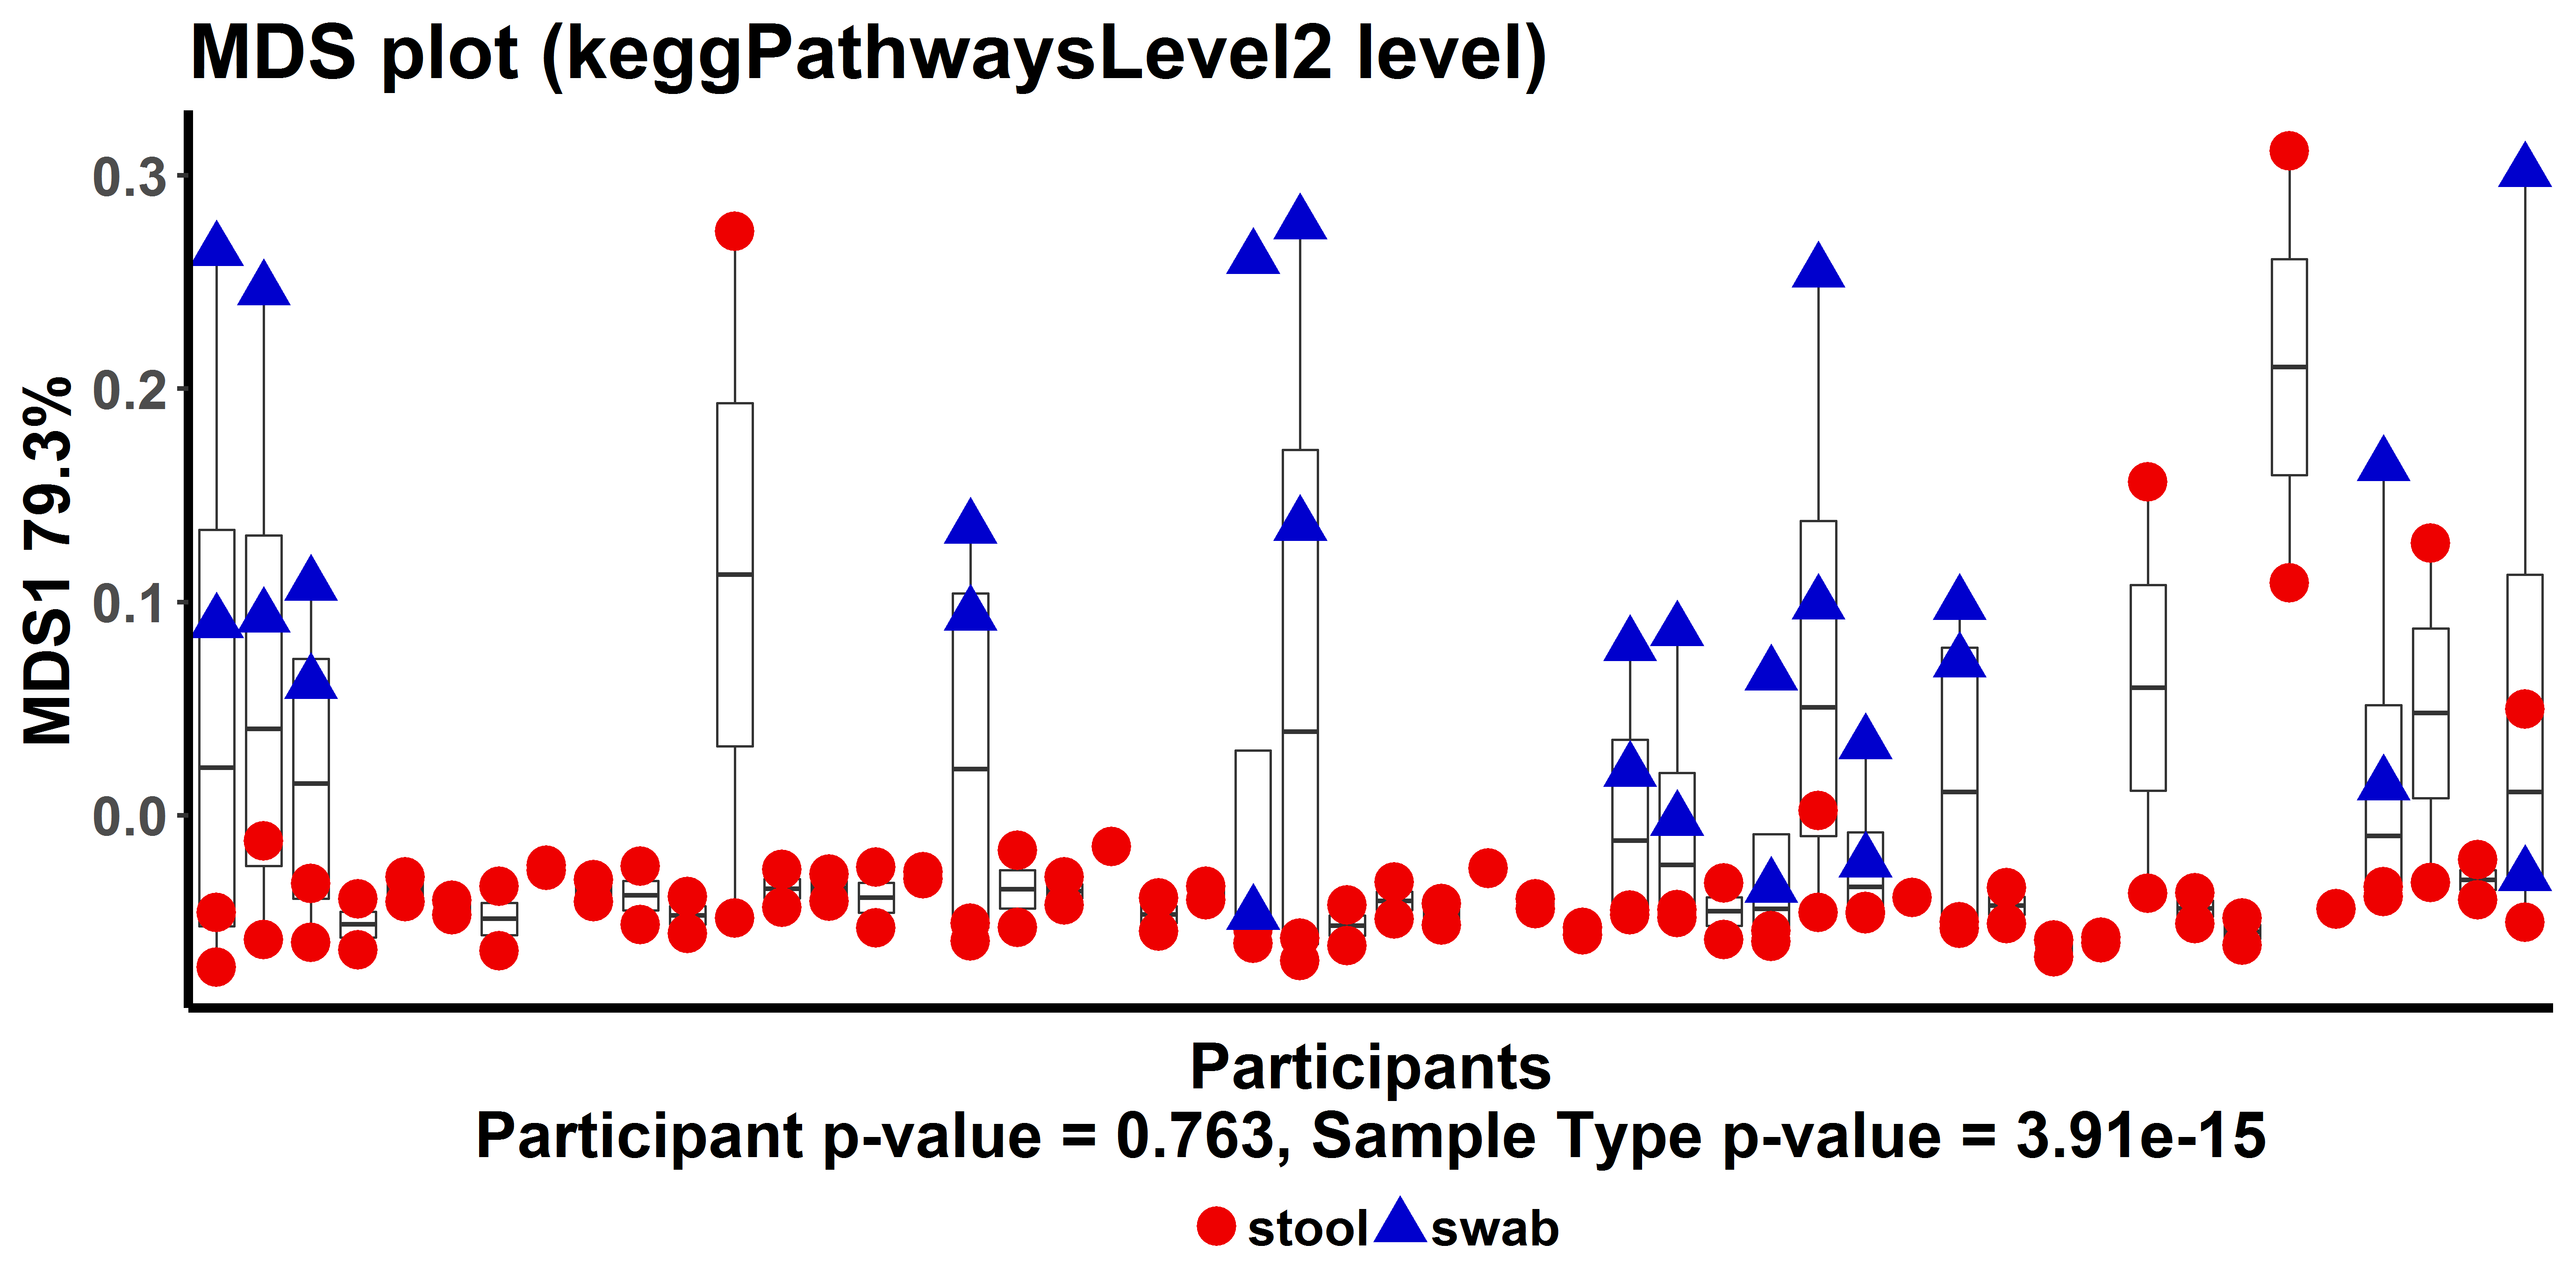 MDS plot (keggPathwaysLevel2 level)
MDS1 79.3%
0.3
0.2
0.1
0.0
Participants
Participant p-value = 0.763, Sample Type p-value = 3.91e-15
stool swab